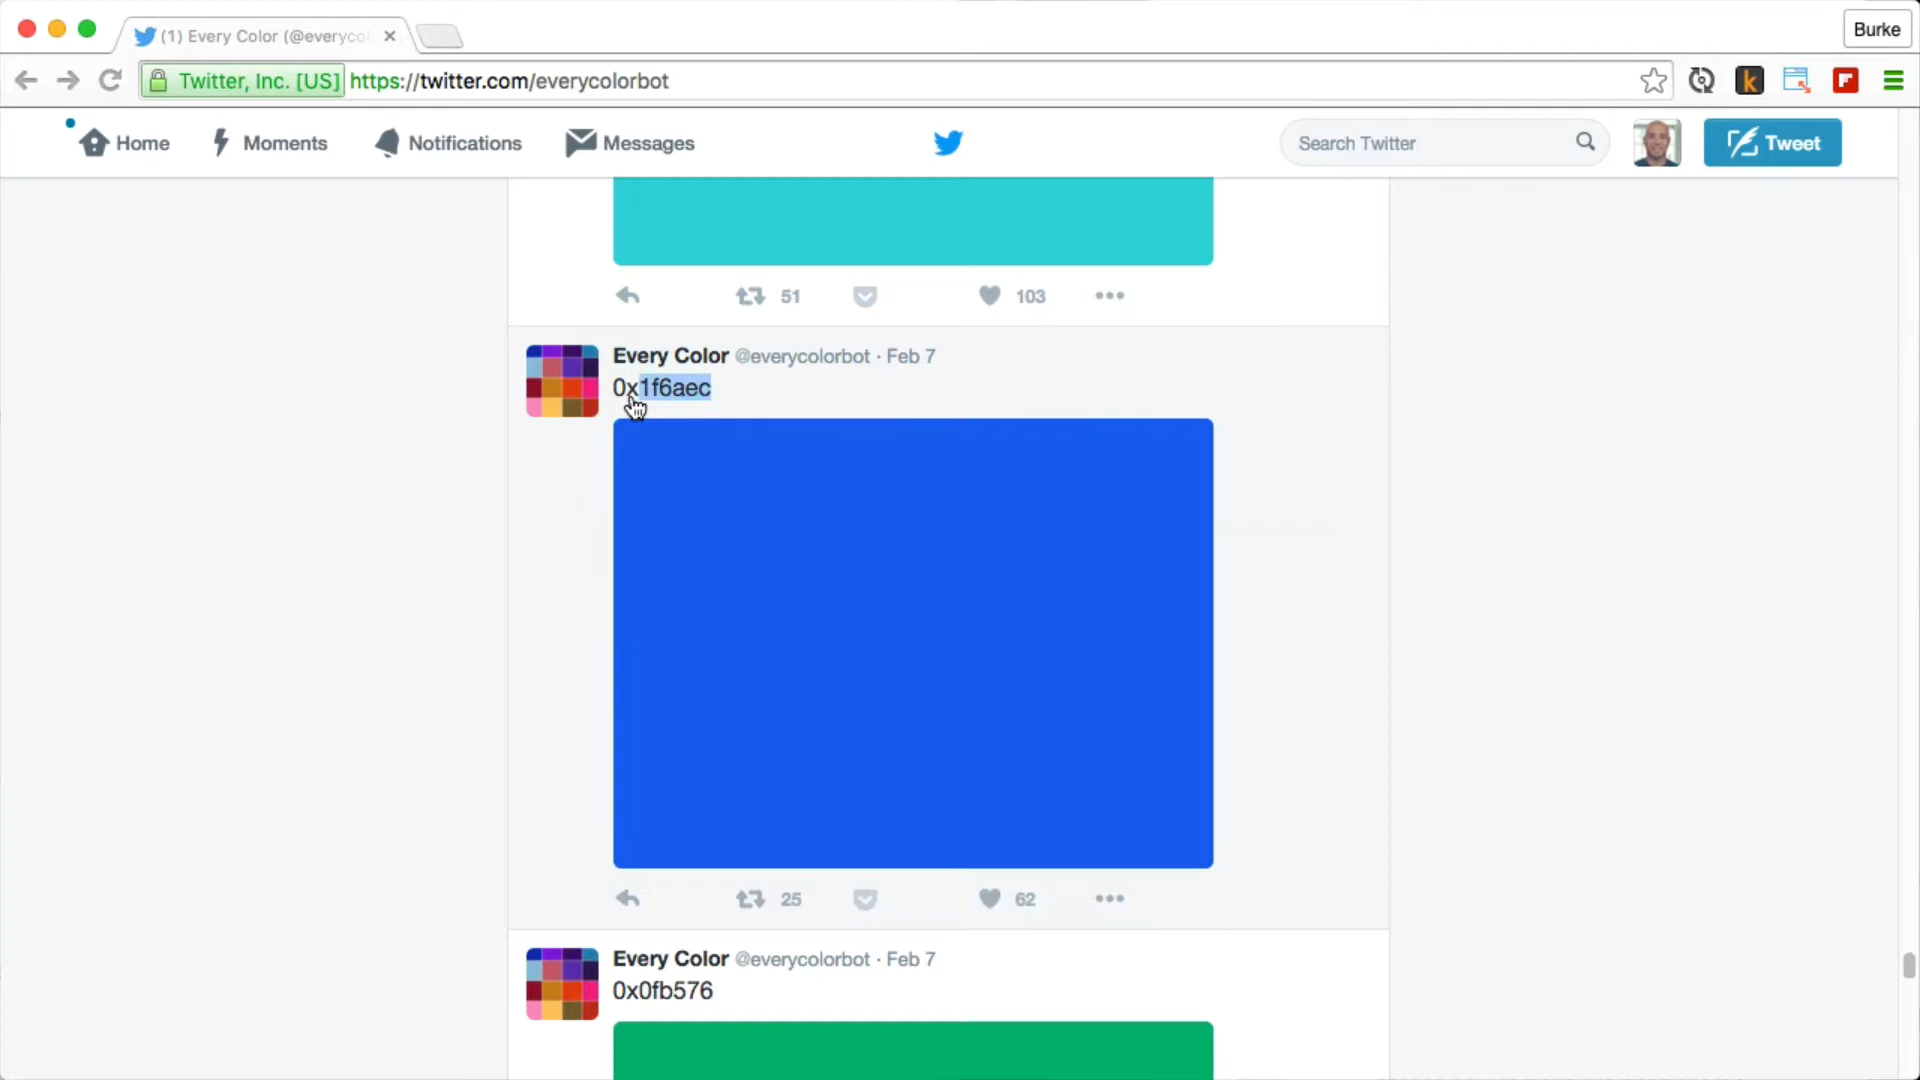 (1) Every Color (@everycol
Burke
Twitter, Inc. [US] https://twitter.com/everycolorbot
Home Moments Notifications Messages Search Twitter Tweet
51 103
Every Color @everycolorbot · Feb 7
0x1f6aec
25 62
Every Color @everycolorbot · Feb 7
0x0fb576